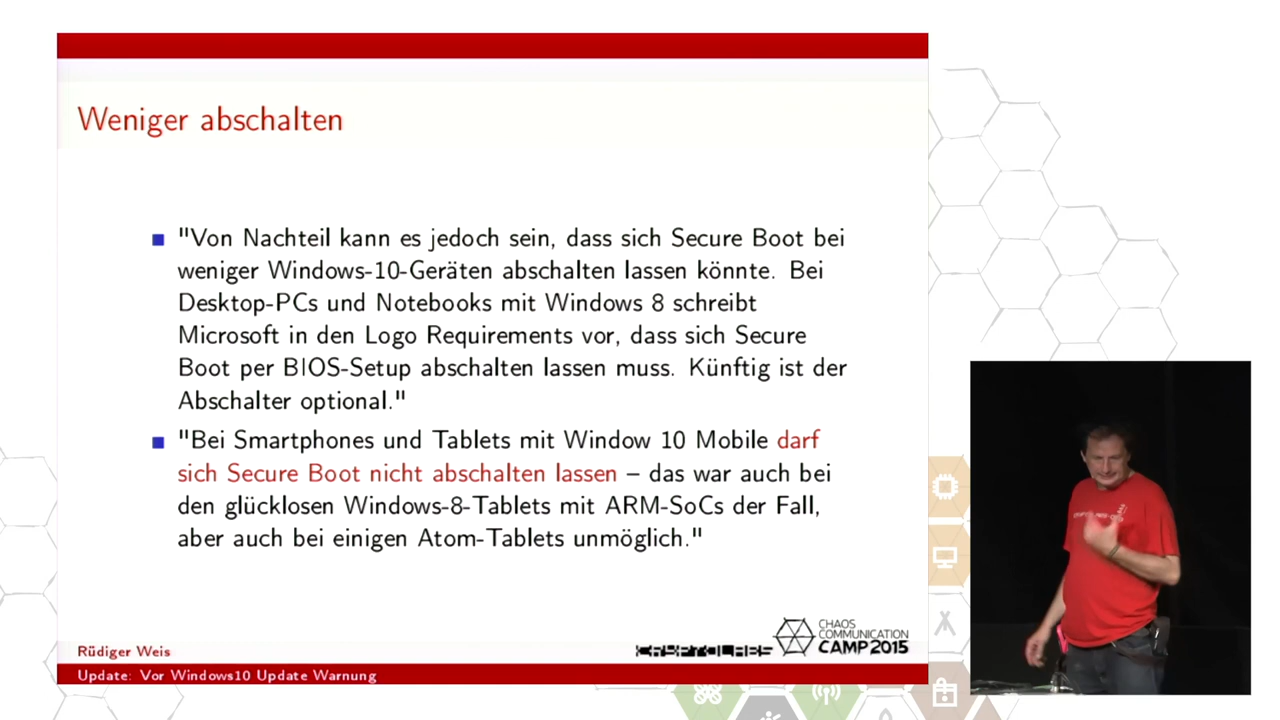 Weniger abschalten
"Von Nachteil kann es jedoch sein, dass sich Secure Boot bei
weniger Windows-10-Geräten abschalten lassen könnte. Bei
Desktop-PCs und Notebooks mit Windows 8 schreibt
Microsoft in den Logo Requirements vor, dass sich Secure
Boot per BIOS-Setup abschalten lassen muss. Künftig ist der
Abschalter optional."
"Bei Smartphones und Tablets mit Window 10 Mobile darf
sich Secure Boot nicht abschalten lassen – das war auch bei
den glücklosen Windows-8-Tablets mit ARM-SoCs der Fall,
aber auch bei einigen Atom-Tablets unmöglich."
Rüdiger Weis
CRYPTOLABS
CHAOS
COMMUNICATION
CAMP 2015
Update: Vor Windows10 Update Warnung